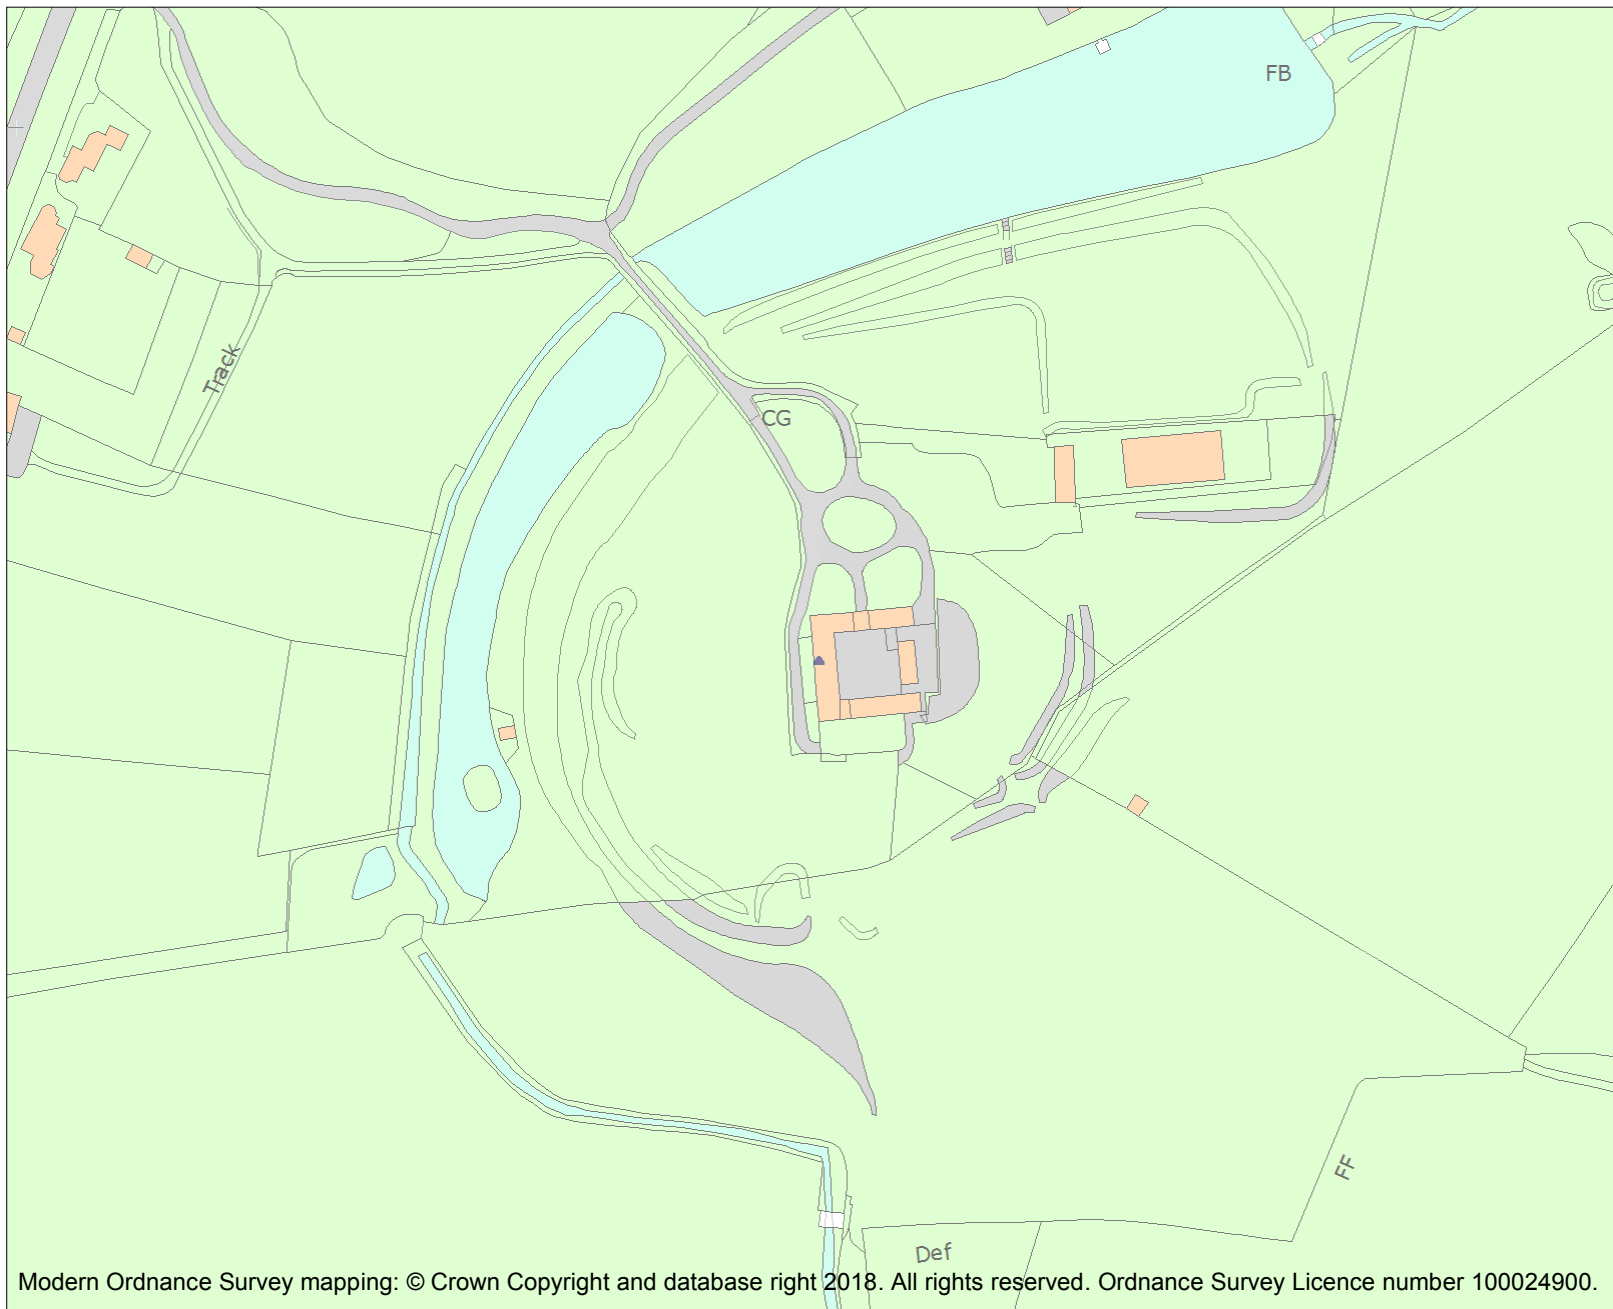 FB
Track
CG
FF
Def
Modern Ordnance Survey mapping: © Crown Copyright and database right 2018. All rights reserved. Ordnance Survey Licence number 100024900.